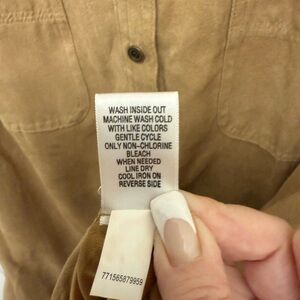 WASH INSIDE OUT
MACHINE WASH COLD
WITH LIKE COLORS
GENTLE CYCLE
ONLY NON-CHLORINE
BLEACH
WHEN NEEDED
LINE DRY
COOL IRON ON
REVERSE SIDE
771565879959